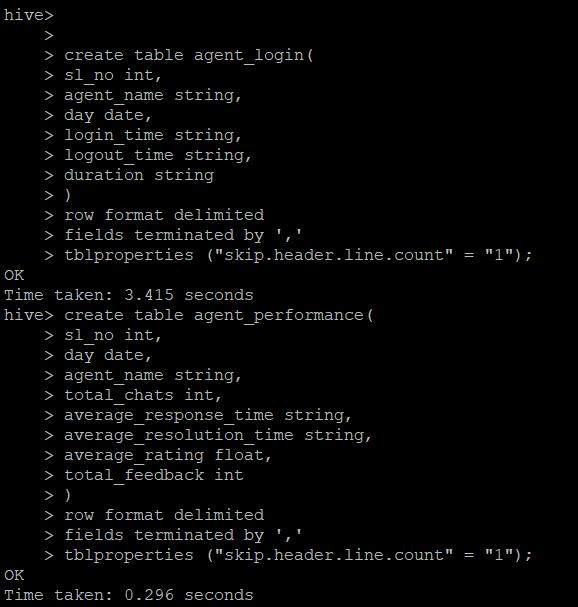 hive>
    >
    > create table agent_login(
    > sl_no int,
    > agent_name string,
    > day date,
    > login_time string,
    > logout_time string,
    > duration string
    > )
    > row format delimited
    > fields terminated by ','
    > tblproperties ("skip.header.line.count" = "1");
OK
Time taken: 3.415 seconds
hive> create table agent_performance(
    > sl_no int,
    > day date,
    > agent_name string,
    > total_chats int,
    > average_response_time string,
    > average_resolution_time string,
    > average_rating float,
    > total_feedback int
    > )
    > row format delimited
    > fields terminated by ','
    > tblproperties ("skip.header.line.count" = "1");
OK
Time taken: 0.296 seconds